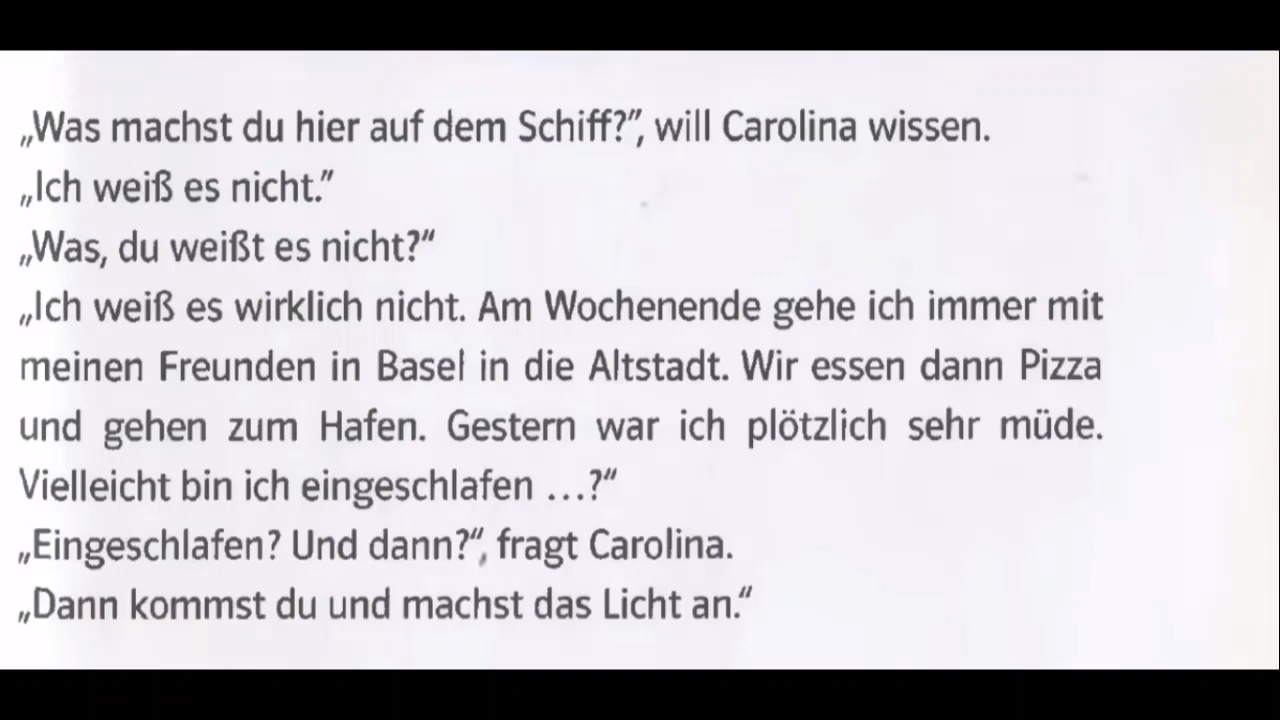 „Was machst du hier auf dem Schiff?”, will Carolina wissen.
„Ich weiß es nicht.”
„Was, du weißt es nicht?“
„Ich weiß es wirklich nicht. Am Wochenende gehe ich immer mit
meinen Freunden in Basel in die Altstadt. Wir essen dann Pizza
und gehen zum Hafen. Gestern war ich plötzlich sehr müde.
Vielleicht bin ich eingeschlafen …?“
„Eingeschlafen? Und dann?“, fragt Carolina.
„Dann kommst du und machst das Licht an.“